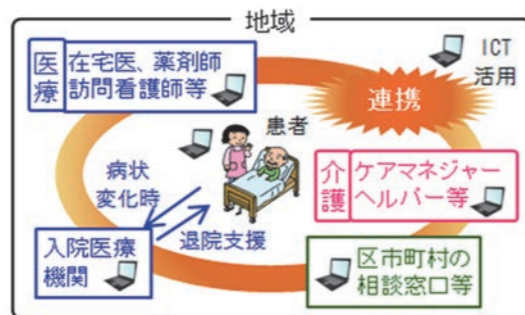 地域
ICT
活用
医療
在宅医、薬剤師
訪問看護師等
連携
患者
介護
ケアマネジャー
ヘルパー等
病状
変化時
退院支援
入院医療
機関
区市町村の
相談窓口等